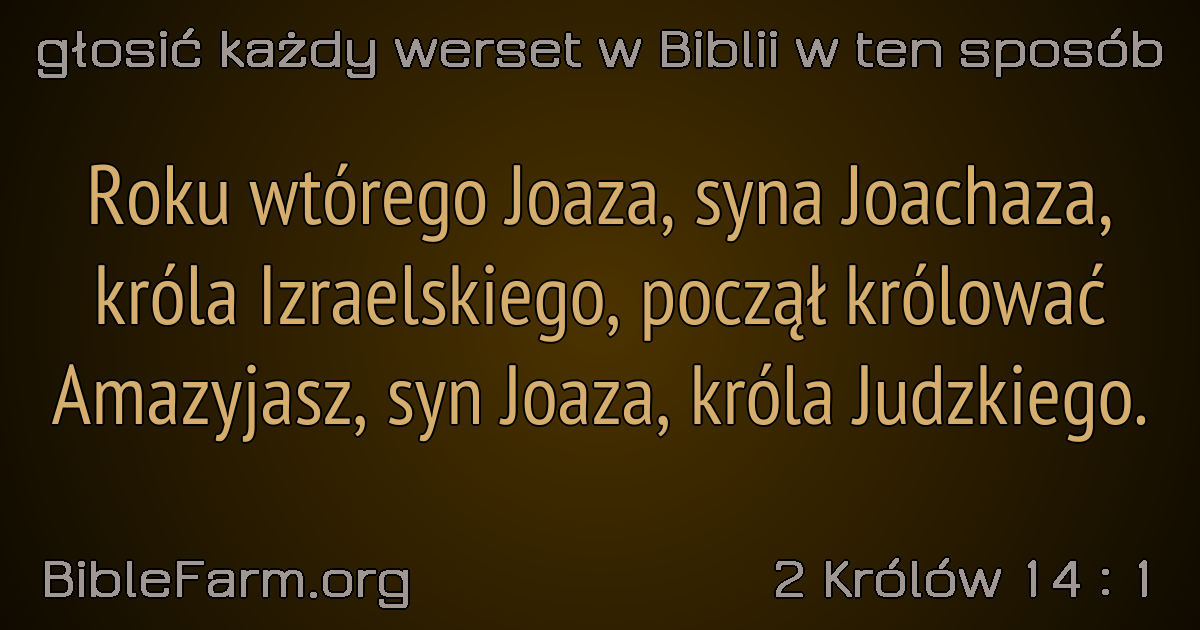 głosić każdy werset w Biblii w ten sposób
Roku wtórego Joaza, syna Joachaza,
króla Izraelskiego, począł królować
Amazyjasz, syn Joaza, króla Judzkiego.
BibleFarm.org
2 Królów 14 : 1